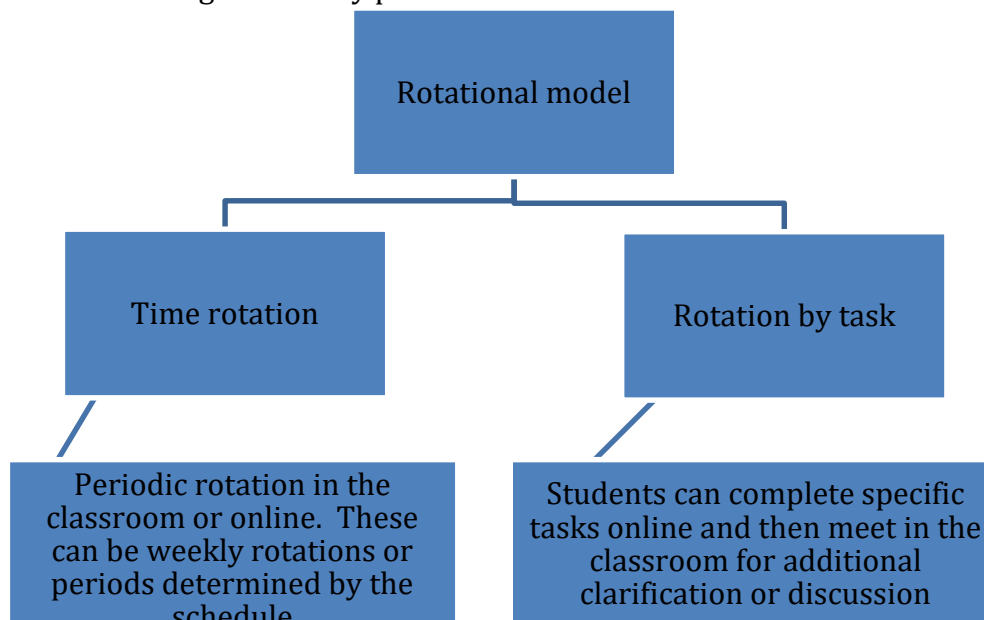 Rotational model
Time rotation
Rotation by task
Periodic rotation in the
classroom or online.  These
can be weekly rotations or
periods determined by the
schedule
Students can complete specific
tasks online and then meet in the
classroom for additional
clarification or discussion